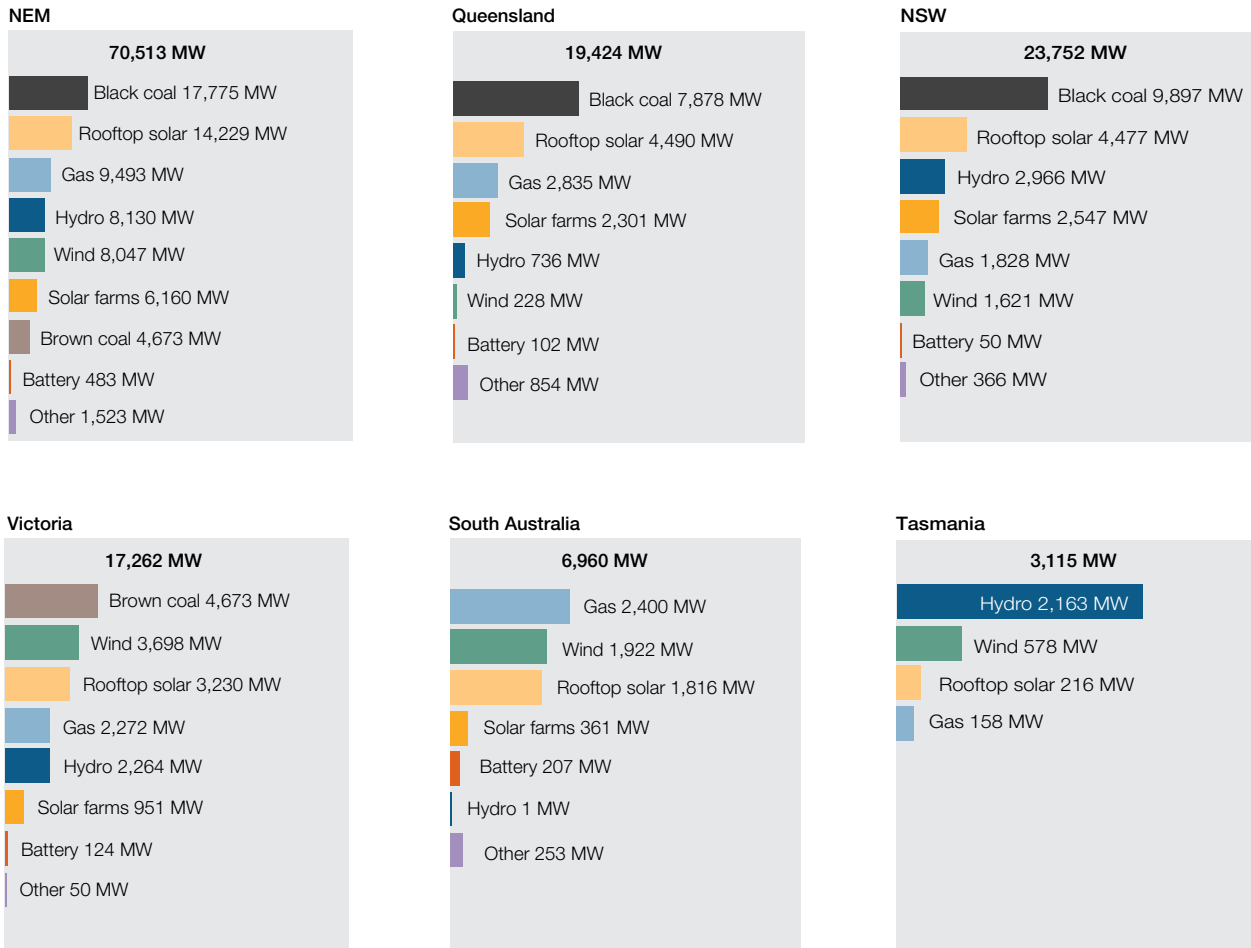 NEM
70,513 MW
Black coal 17,775 MW
Rooftop solar 14,229 MW
Gas 9,493 MW
Hydro 8,130 MW
Wind 8,047 MW
Solar farms 6,160 MW
Brown coal 4,673 MW
Battery 483 MW
Other 1,523 MW
Queensland
19,424 MW
Black coal 7,878 MW
Rooftop solar 4,490 MW
Gas 2,835 MW
Solar farms 2,301 MW
Hydro 736 MW
Wind 228 MW
Battery 102 MW
Other 854 MW
NSW
23,752 MW
Black coal 9,897 MW
Rooftop solar 4,477 MW
Hydro 2,966 MW
Solar farms 2,547 MW
Gas 1,828 MW
Wind 1,621 MW
Battery 50 MW
Other 366 MW
Victoria
17,262 MW
Brown coal 4,673 MW
Wind 3,698 MW
Rooftop solar 3,230 MW
Gas 2,272 MW
Hydro 2,264 MW
Solar farms 951 MW
Battery 124 MW
Other 50 MW
South Australia
6,960 MW
Gas 2,400 MW
Wind 1,922 MW
Rooftop solar 1,816 MW
Solar farms 361 MW
Battery 207 MW
Hydro 1 MW
Other 253 MW
Tasmania
3,115 MW
Hydro 2,163 MW
Wind 578 MW
Rooftop solar 216 MW
Gas 158 MW